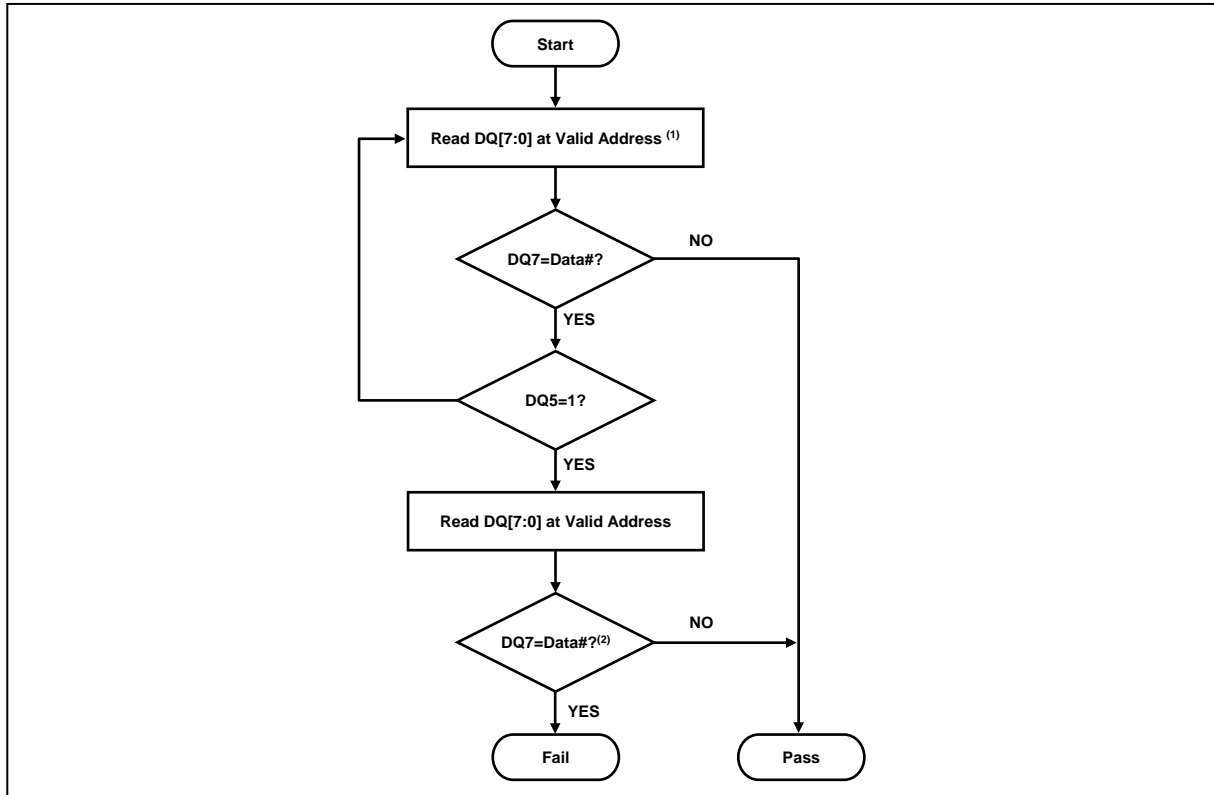 Start
Read DQ[7:0] at Valid Address (1)
DQ7=Data#?
NO
YES
DQ5=1?
YES
Read DQ[7:0] at Valid Address
DQ7=Data#?(2)
NO
YES
Fail
Pass